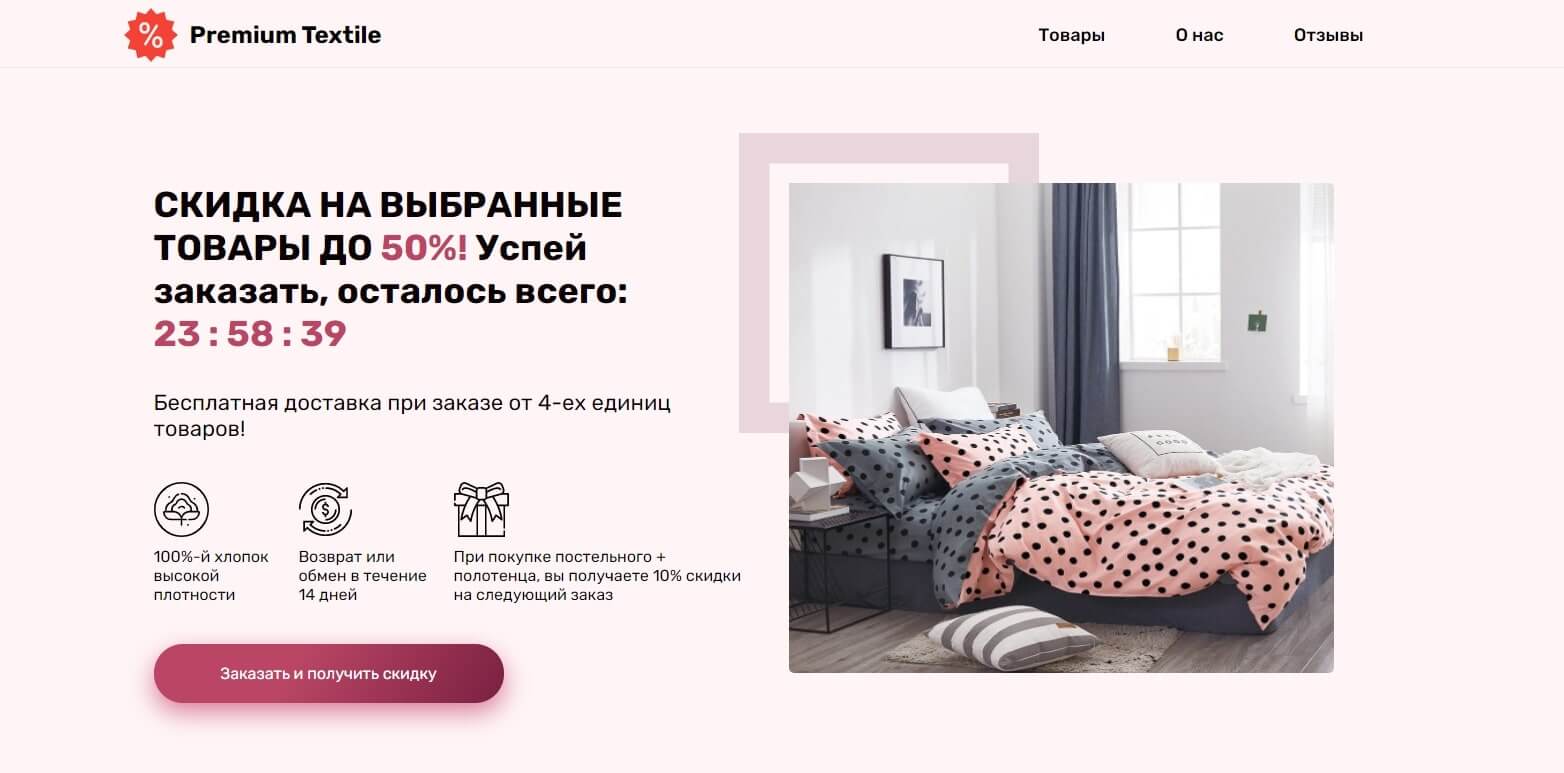 %
Premium Textile
Товары
О нас
Отзывы
СКИДКА НА ВЫБРАННЫЕ
ТОВАРЫ ДО 50%! Успей
заказать, осталось всего:
23 : 58 : 39
Бесплатная доставка при заказе от 4-ех единиц
товаров!
100%-й хлопок
высокой
плотности
$
Возврат или
обмен в течение
14 дней
При покупке постельного +
полотенца, вы получаете 10% скидки
на следующий заказ
Заказать и получить скидку